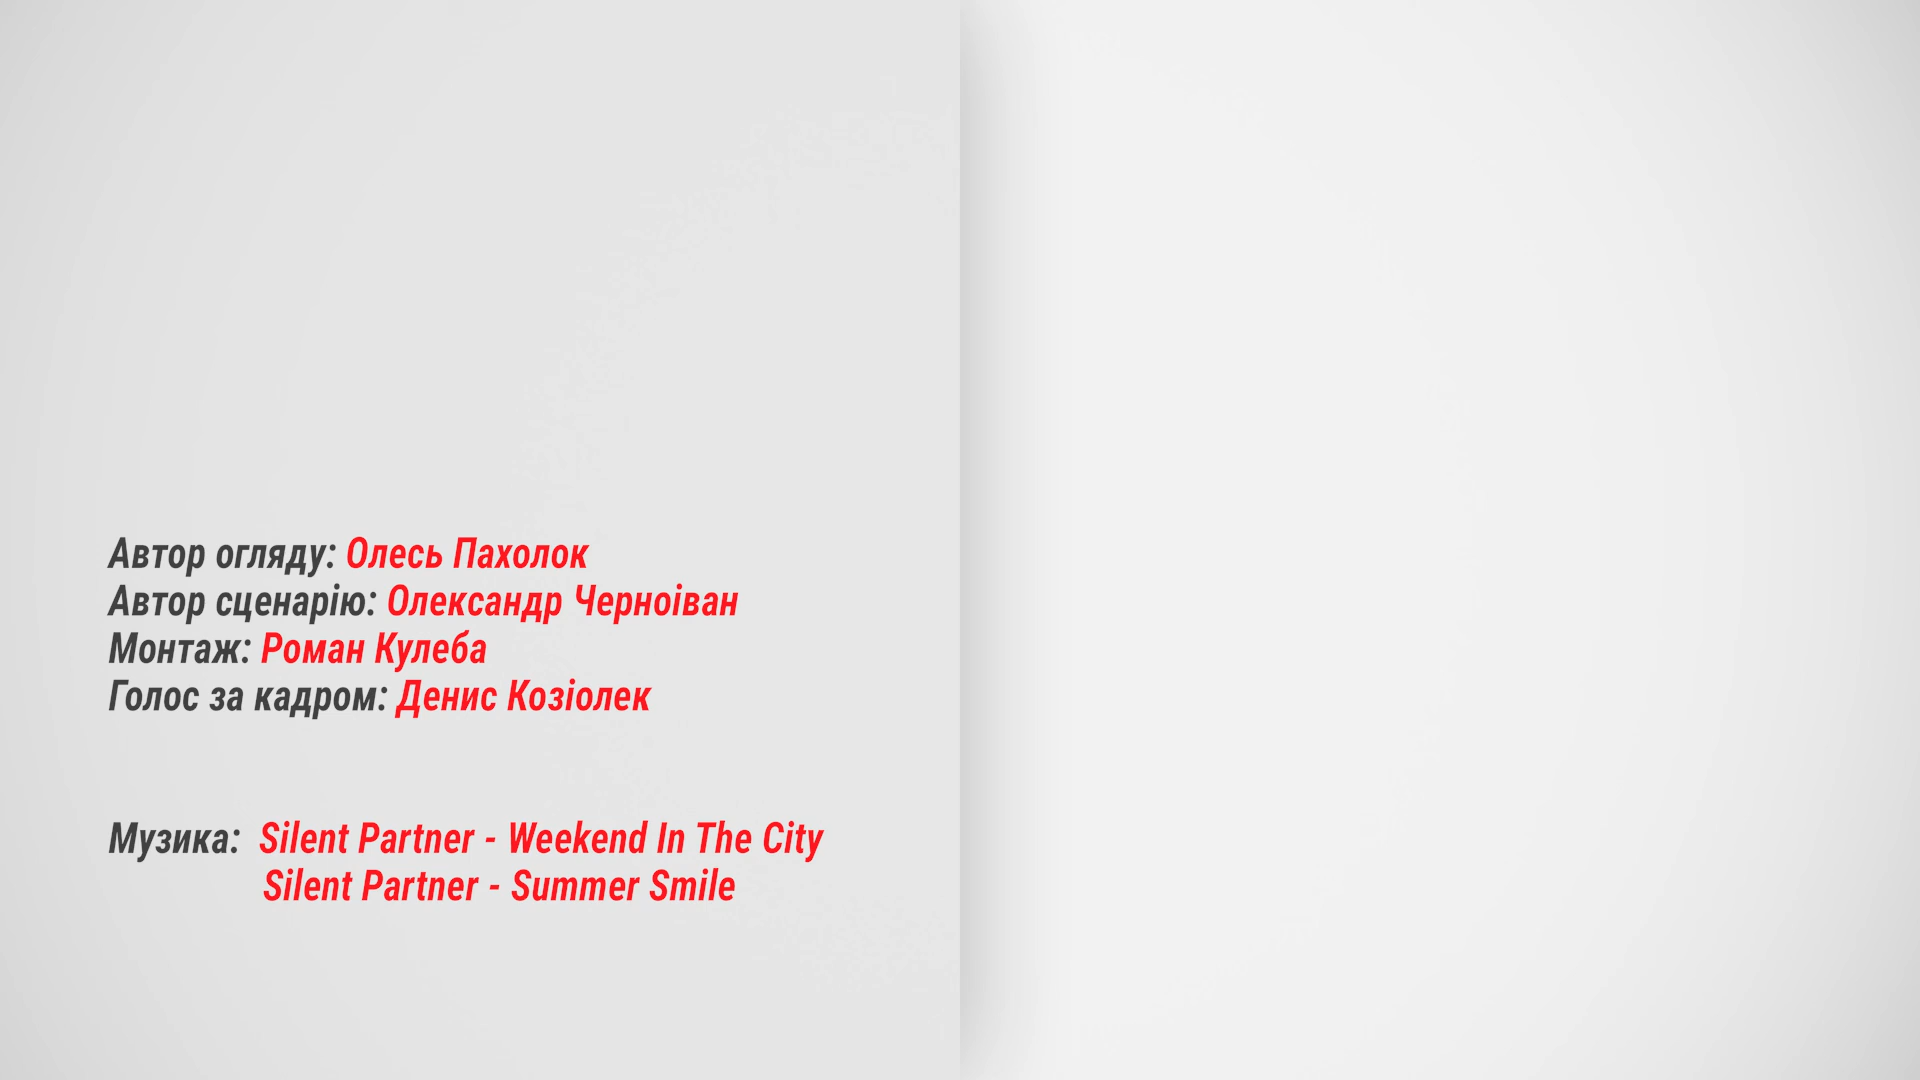 Автор огляду: Олесь Пахолок
Автор сценарію: Олександр Черноіван
Монтаж: Роман Кулеба
Голос за кадром: Денис Козіолек
Музика: Silent Partner - Weekend In The City
Silent Partner - Summer Smile